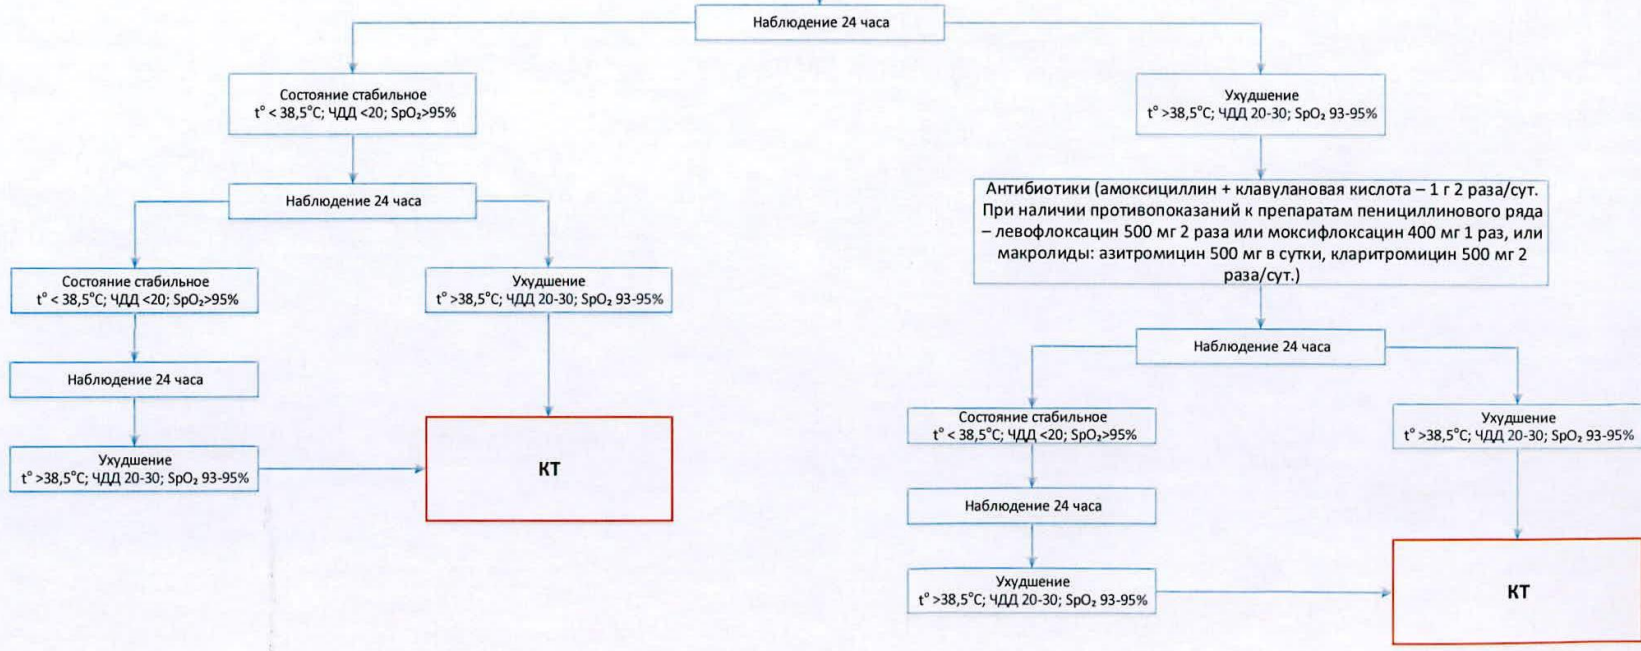 Наблюдение 24 часа
Состояние стабильное
t° < 38,5°С; ЧДД <20; SpO₂>95%
Ухудшение
t° >38,5°С; ЧДД 20-30; SpO₂ 93-95%
Наблюдение 24 часа
Антибиотики (амоксициллин + клавулановая кислота – 1 г 2 раза/сут.
При наличии противопоказаний к препаратам пенициллинового ряда
– левофлоксацин 500 мг 2 раза или моксифлоксацин 400 мг 1 раз, или
макролиды: азитромицин 500 мг в сутки, кларитромицин 500 мг 2
раза/сут.)
Состояние стабильное
t° < 38,5°С; ЧДД <20; SpO₂>95%
Ухудшение
t° >38,5°С; ЧДД 20-30; SpO₂ 93-95%
Наблюдение 24 часа
Наблюдение 24 часа
Ухудшение
t° >38,5°С; ЧДД 20-30; SpO₂ 93-95%
КТ
Состояние стабильное
t° < 38,5°С; ЧДД <20; SpO₂>95%
Ухудшение
t° >38,5°С; ЧДД 20-30; SpO₂ 93-95%
Наблюдение 24 часа
Ухудшение
t° >38,5°С; ЧДД 20-30; SpO₂ 93-95%
КТ